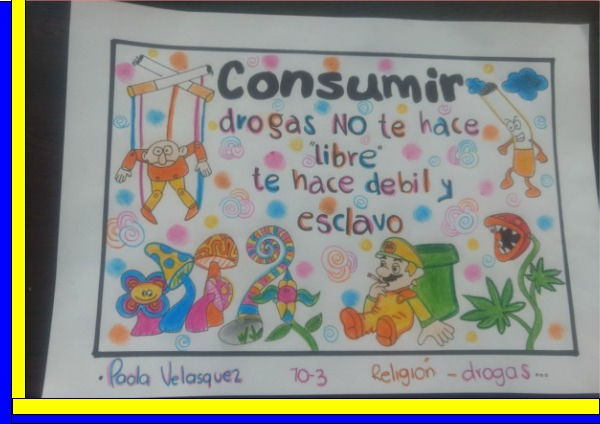 Consumir
drogas NO te hace
"libre"
te hace debil y
esclavo
. Paola Velasquez 10-3 Religión - drogas...